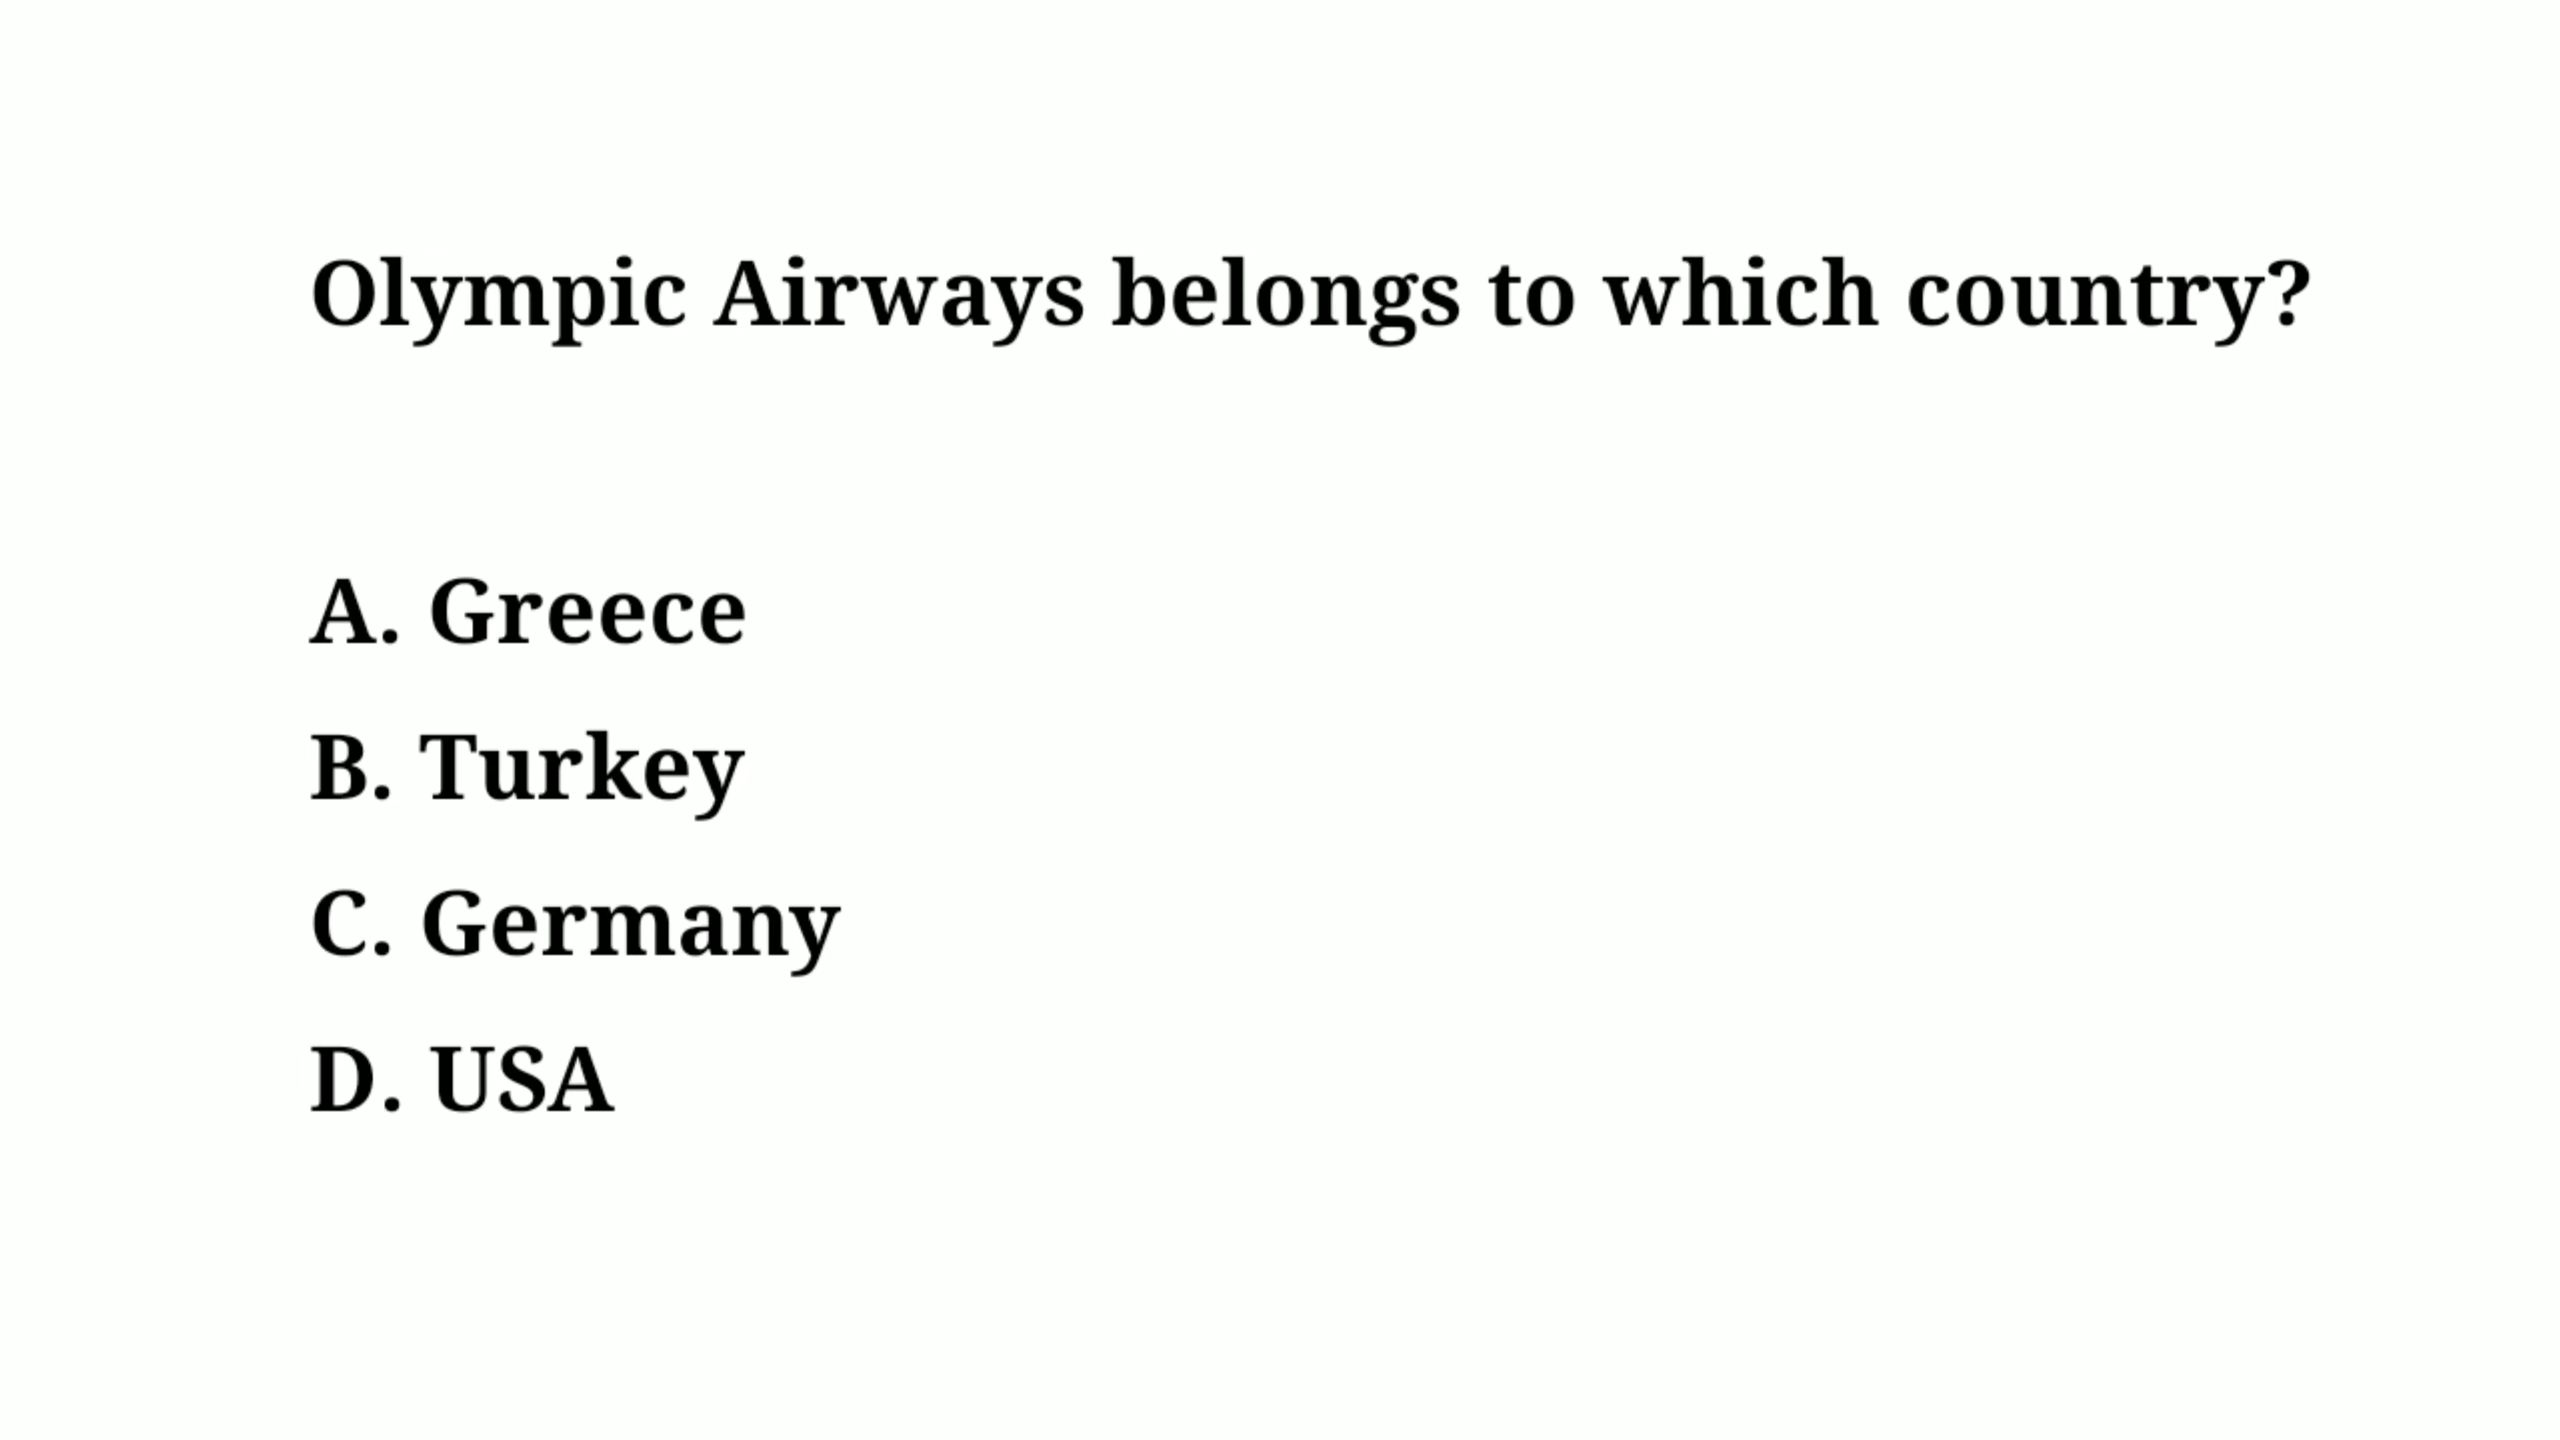 Olympic Airways belongs to which country?
A. Greece
B. Turkey
C. Germany
D. USA